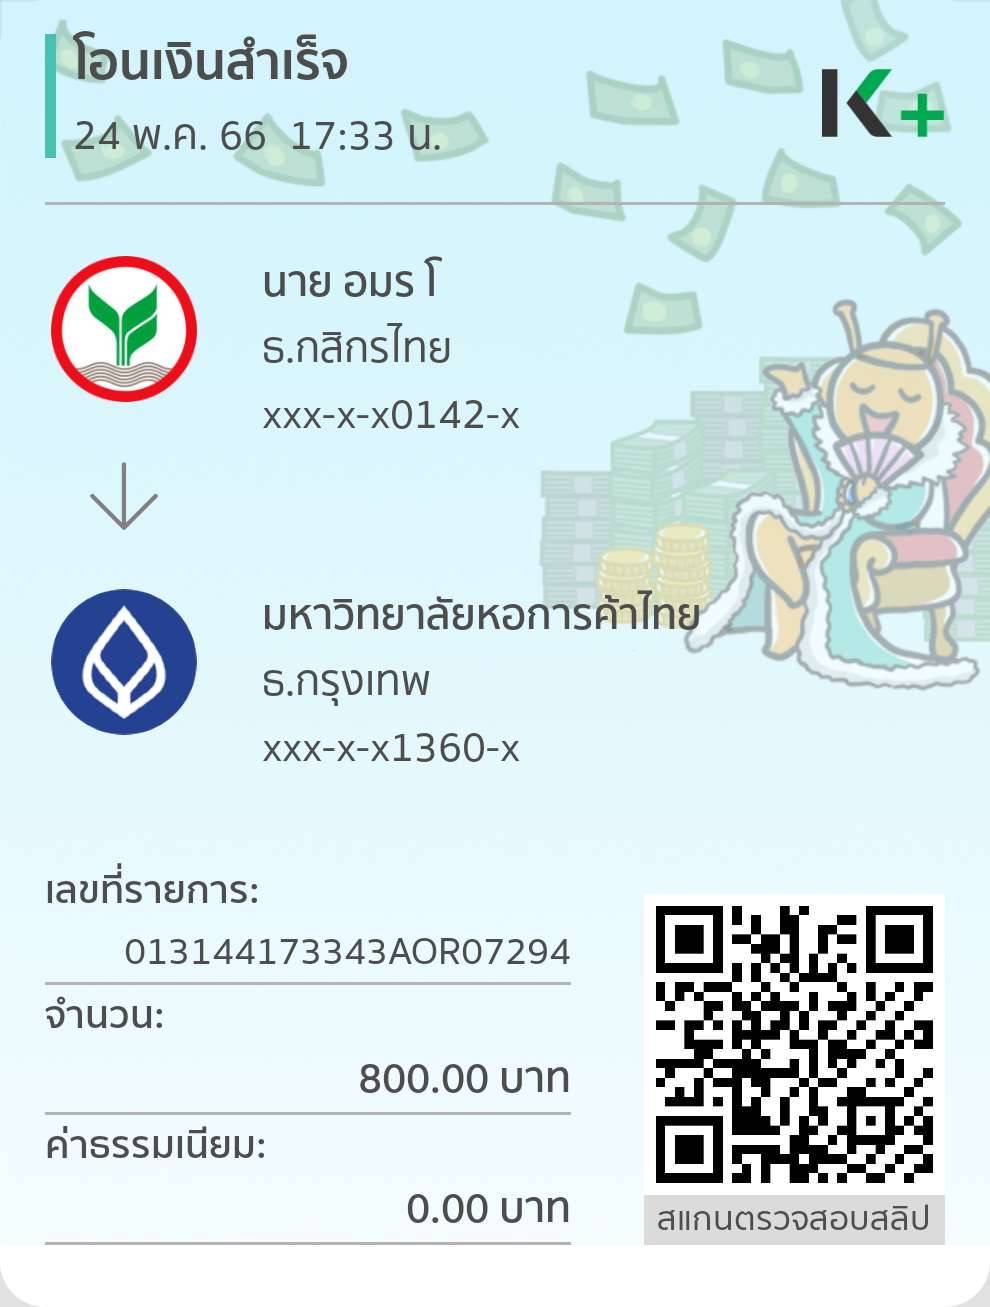 โอนเงินสำเร็จ
24 พ.ค. 66 17:33 น.
K+
นาย อมร โ
ธ.กสิกรไทย
xxx-x-x0142-x
มหาวิทยาลัยหอการค้าไทย
ธ.กรุงเทพ
xxx-x-x1360-x
เลขที่รายการ:
013144173343AOR07294
จำนวน:
800.00 บาท
ค่าธรรมเนียม:
0.00 บาท
สแกนตรวจสอบสลิป